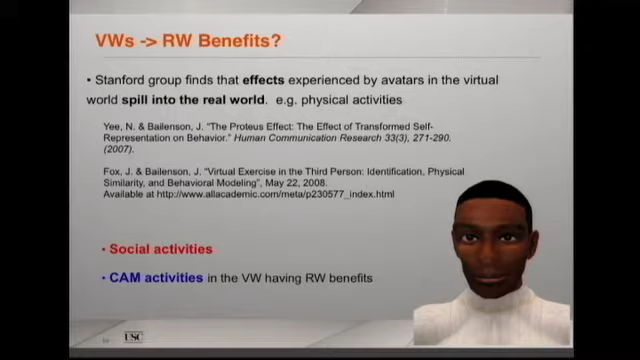 VWs -> RW Benefits?
• Stanford group finds that effects experienced by avatars in the virtual
world spill into the real world. e.g. physical activities
Yee, N. & Bailenson, J. "The Proteus Effect: The Effect of Transformed Self-
Representation on Behavior." Human Communication Research 33(3), 271-290.
(2007).
Fox, J. & Bailenson, J. "Virtual Exercise in the Third Person: Identification, Physical
Similarity, and Behavioral Modeling", May 22, 2008.
Available at http://www.allacademic.com/meta/p230577_index.html
• Social activities
• CAM activities in the VW having RW benefits
USC